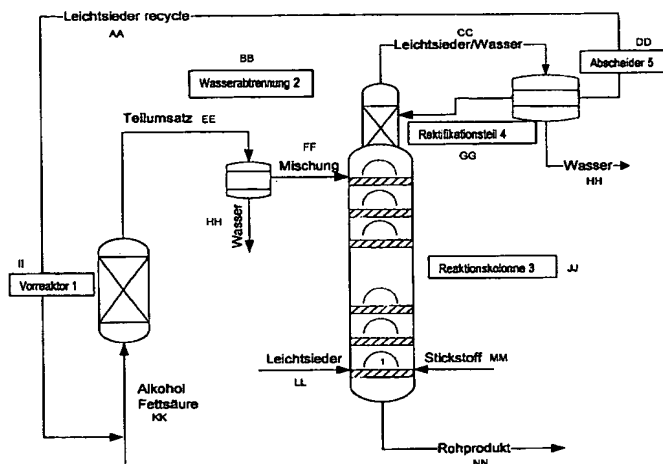 Leichtsieder recycle
AA
CC
Leichtsieder/Wasser
DD
Abscheider 5
BB
Wasserabtrennung 2
Teilumsatz EE
FF
Mischung
Rektifikationsteil 4
GG
Wasser
HH
HH
Wasser
II
Vorreaktor 1
Reaktionskolonne 3
JJ
Leichtsieder
LL
1
Stickstoff MM
Alkohol
Fettsäure
KK
Rohprodukt
NN